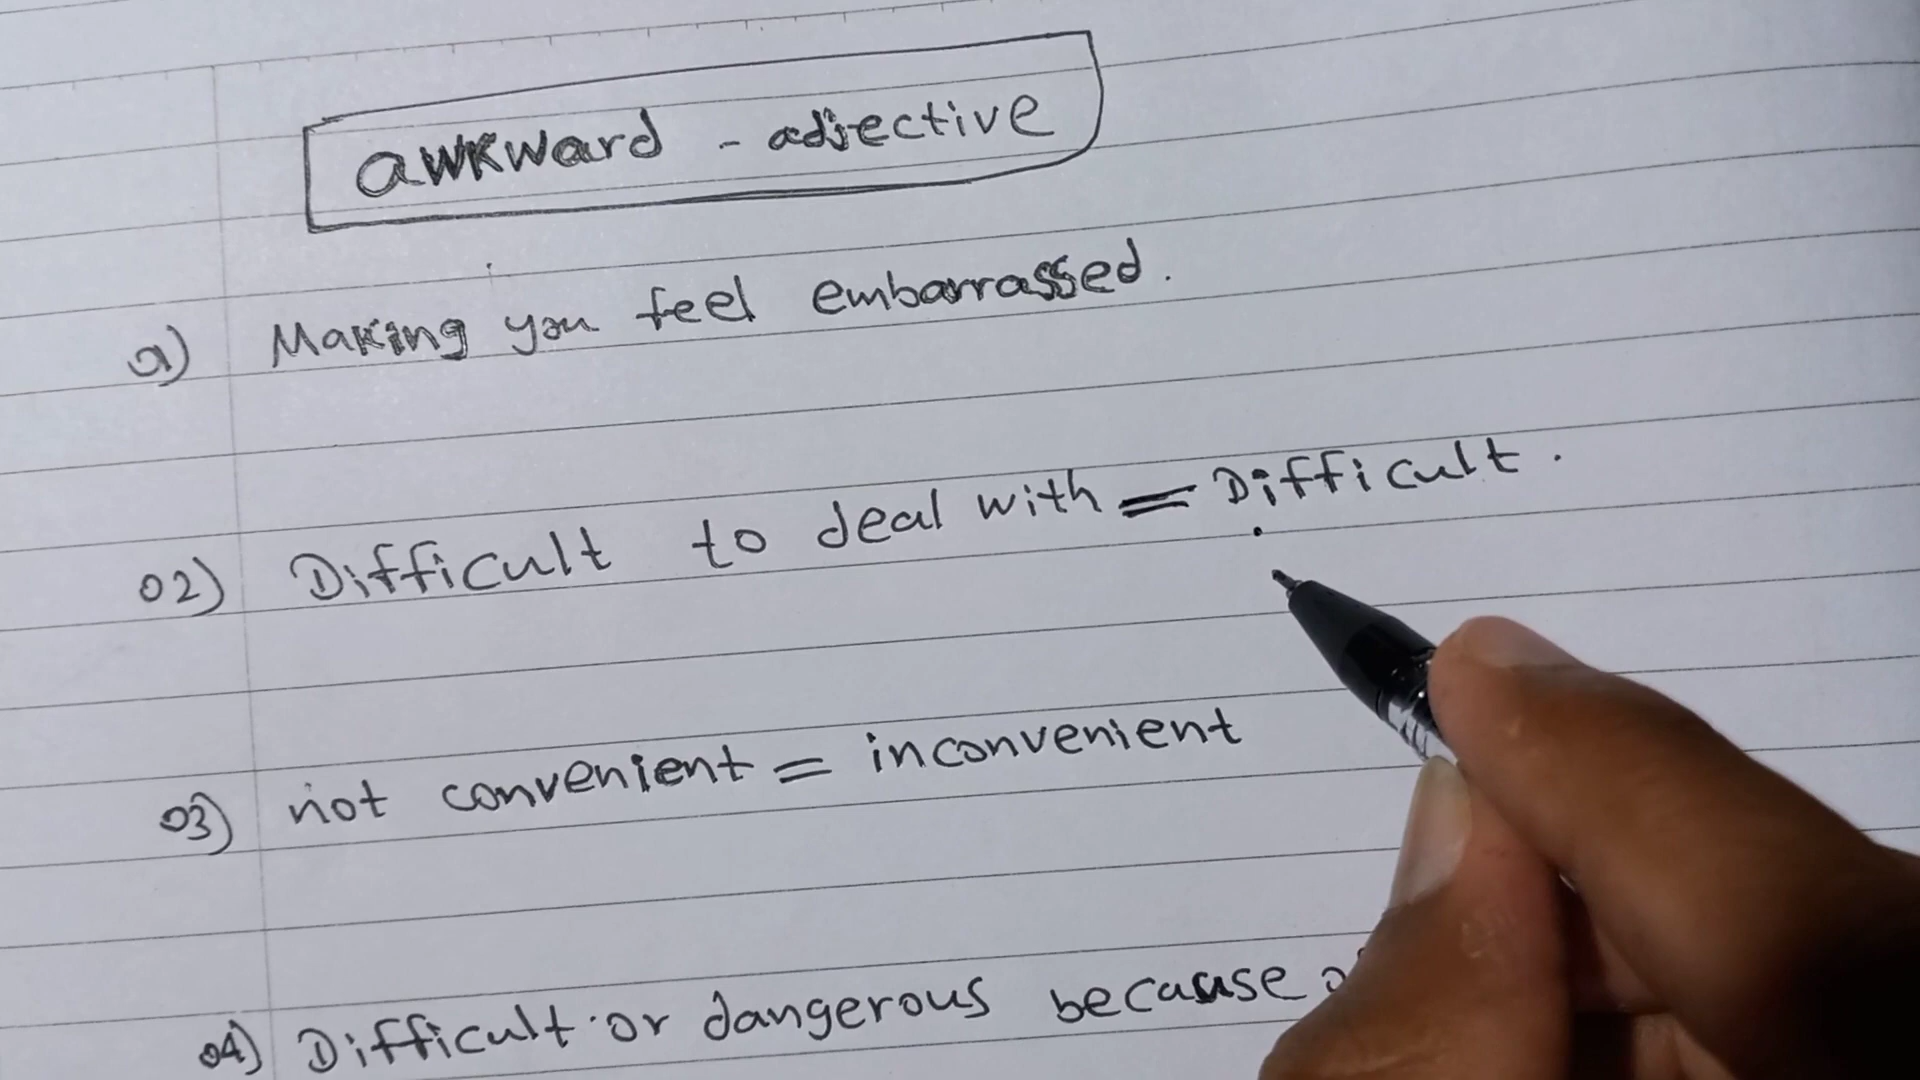 awkward - adjective
01) Making you feel embarrassed.
02) Difficult to deal with = Difficult.
03) not convenient = inconvenient
04) Difficult or dangerous because